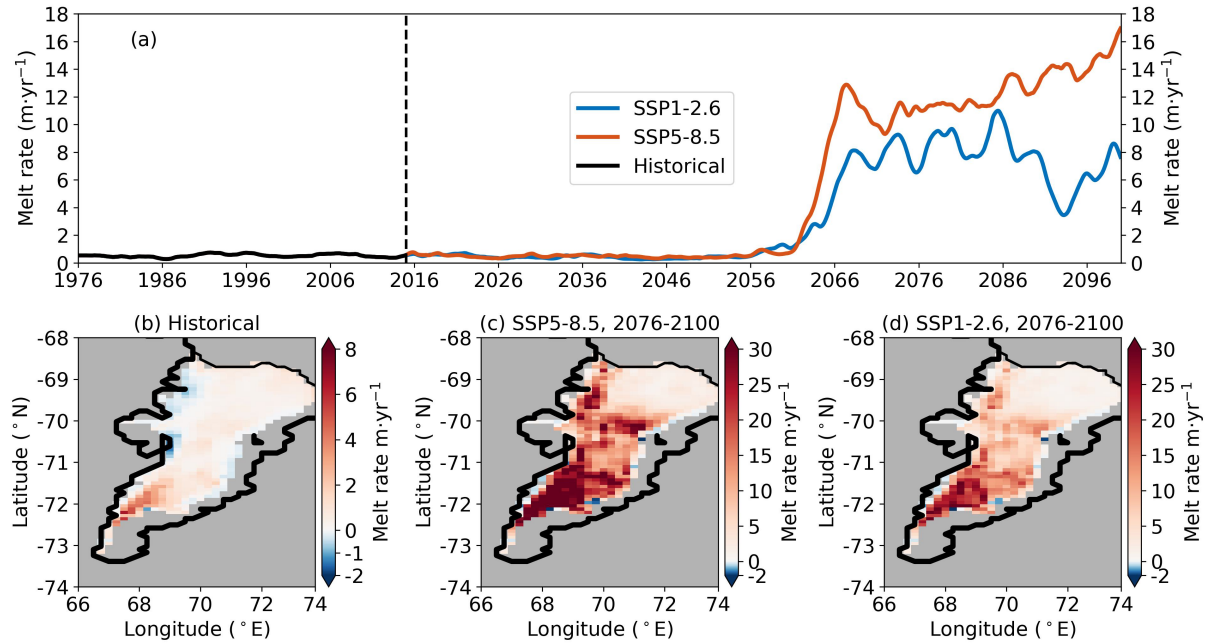 (a)
Melt rate (m·yr⁻¹)
18
16
14
12
10
8
6
4
2
0
SSP1-2.6
SSP5-8.5
Historical
18
16
14
12
10
8
6
4
2
0
Melt rate (m·yr⁻¹)
1976 1986 1996 2006 2016 2026 2036 2046 2056 2066 2076 2086 2096
(b) Historical
Latitude (°N)
-68
-69
-70
-71
-72
-73
-74
66 68 70 72 74
Longitude (°E)
8
6
4
2
0
-1
-2
Melt rate m·yr⁻¹
(c) SSP5-8.5, 2076-2100
Latitude (°N)
-68
-69
-70
-71
-72
-73
-74
66 68 70 72 74
Longitude (°E)
30
25
20
15
10
5
0
-2
Melt rate m·yr⁻¹
(d) SSP1-2.6, 2076-2100
Latitude (°N)
-68
-69
-70
-71
-72
-73
-74
66 68 70 72 74
Longitude (°E)
30
25
20
15
10
5
0
-2
Melt rate m·yr⁻¹